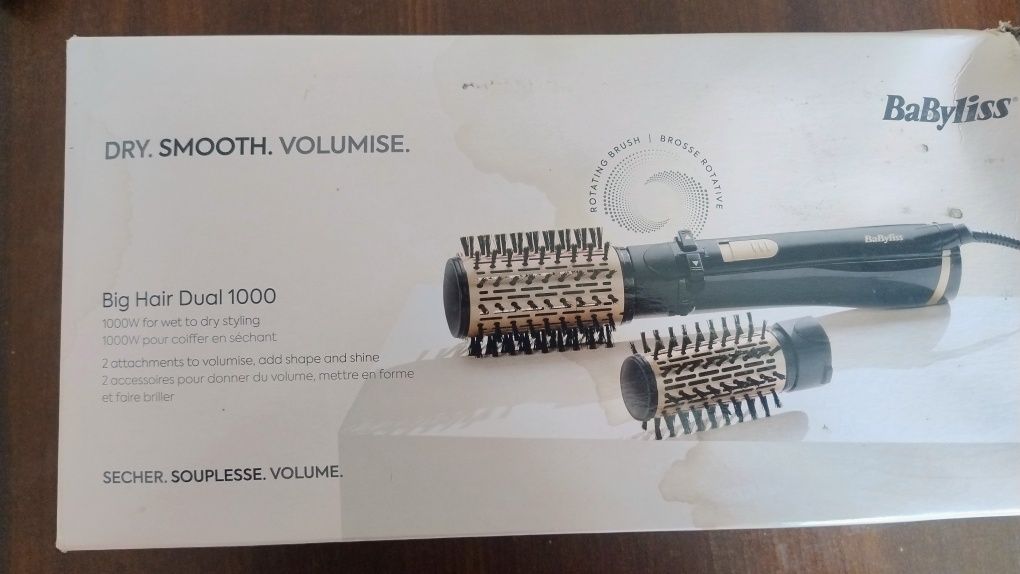 BaByliss
DRY. SMOOTH. VOLUMISE.
ROTATING BRUSH | BROSSE ROTATIVE
BaByliss
Big Hair Dual 1000
1000W for wet to dry styling
1000W pour coiffer en séchant
2 attachments to volumise, add shape and shine
2 accessoires pour donner du volume, mettre en forme
et faire briller
SECHER. SOUPLESSE. VOLUME.